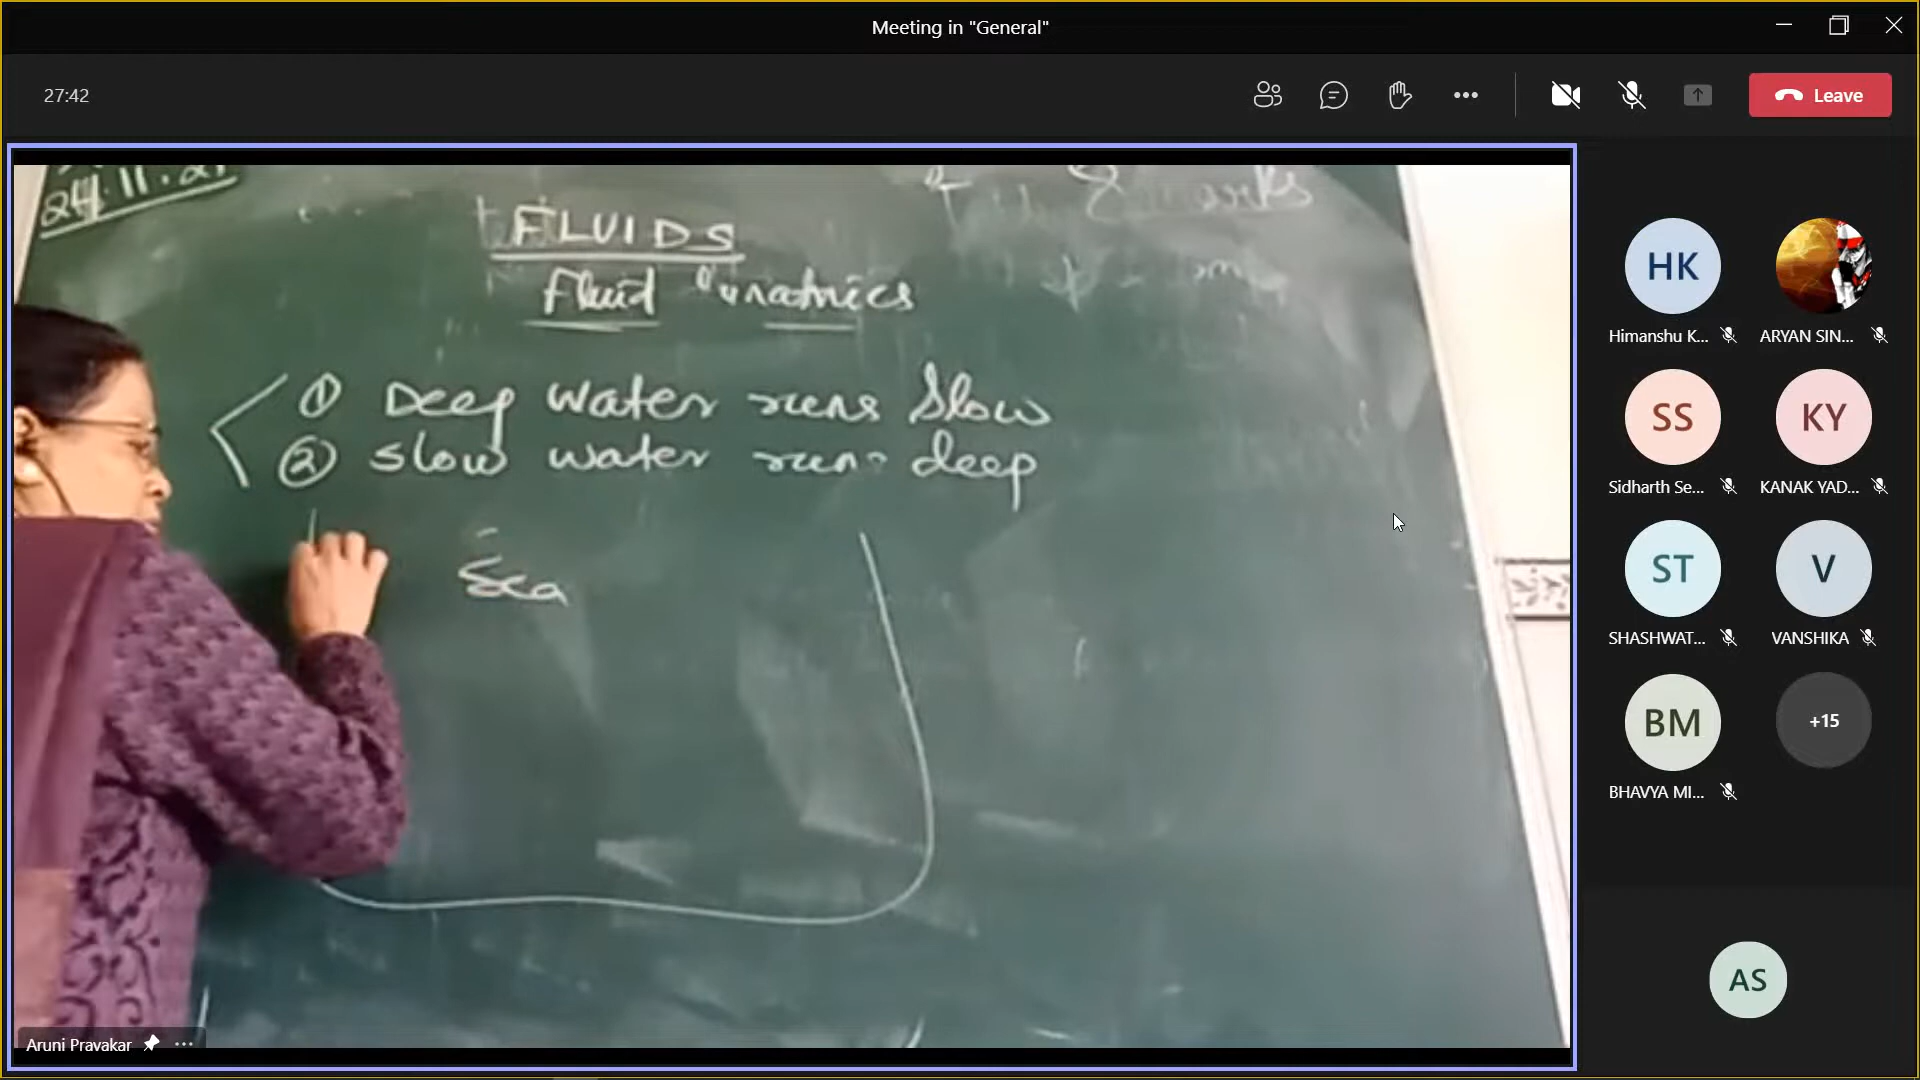 Meeting in "General"
27:42
Leave
24.11.21
FLUIDS
Fluid Dynamics
① Deep water runs slow
② slow water runs deep
Sea
marks
HK
Himanshu K...
ARYAN SIN...
SS
Sidharth Se...
KY
KANAK YAD...
ST
SHASHWAT...
V
VANSHIKA
BM
BHAVYA MI...
+15
AS
Aruni Pravakar